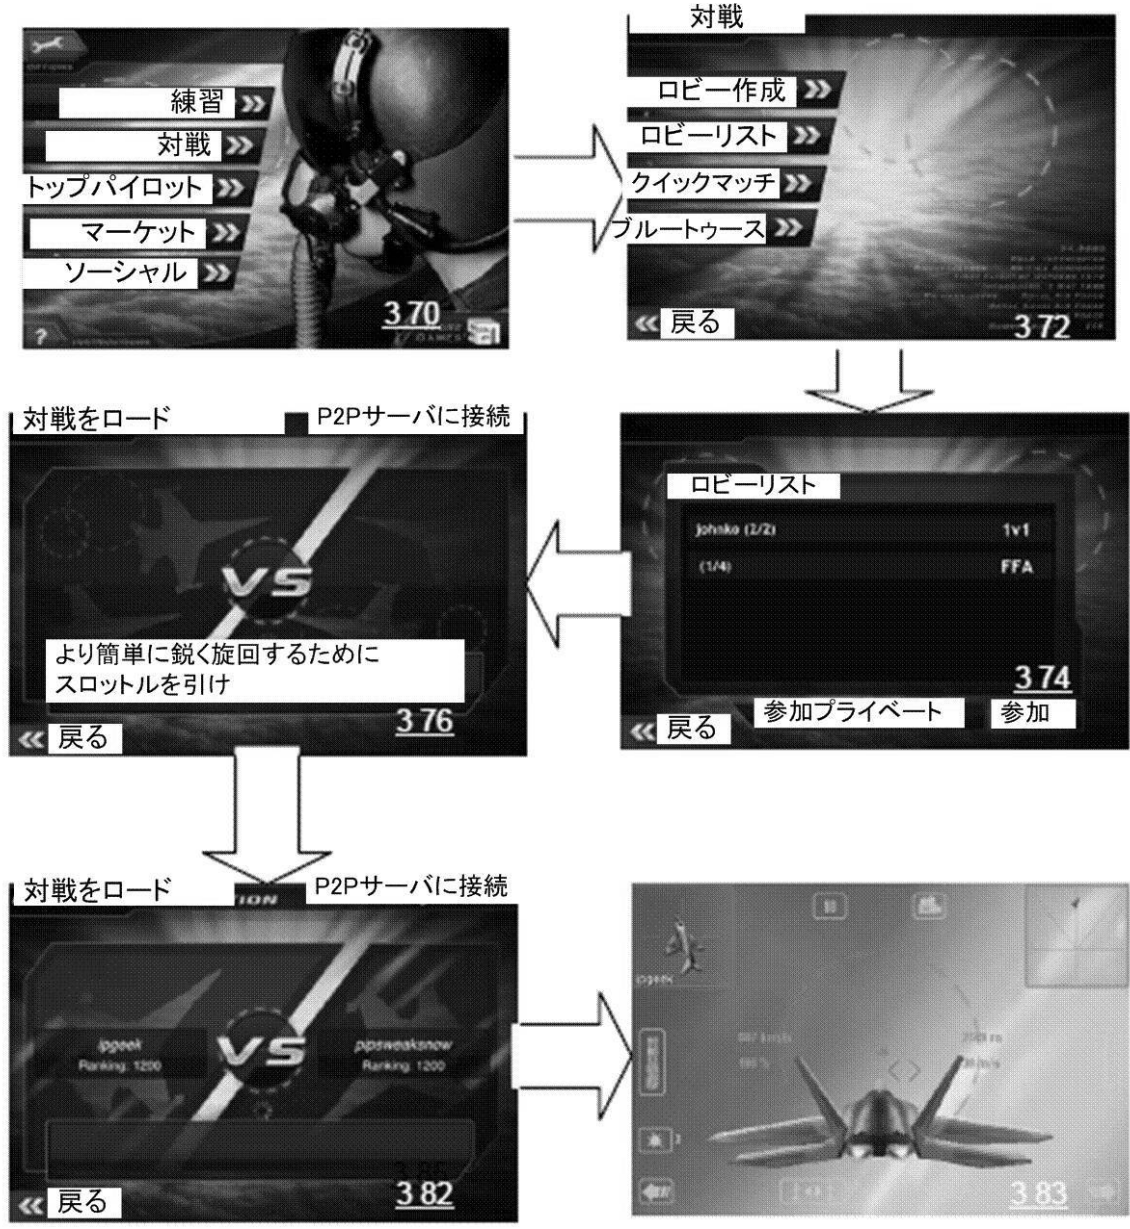 OPTIONS
練習
対戦
トップパイロット
マーケット
ソーシャル
?
370
GAMES
対戦
ロビー作成
ロビーリスト
クイックマッチ
ブルートゥース
戻る
372
対戦をロード
P2Pサーバに接続
VS
より簡単に鋭く旋回するために
スロットルを引け
376
戻る
ロビーリスト
johnko (2/2)
1v1
(1/4)
FFA
374
戻る
参加プライベート
参加
対戦をロード
TION
P2Pサーバに接続
ipgeek
Ranking: 1200
VS
pipsweaksnow
Ranking: 1200
382
戻る
ipgeek
383